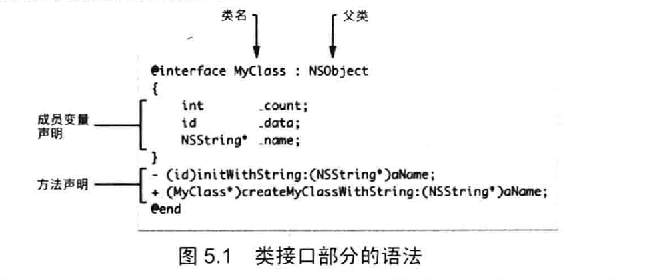 类名 父类
@interface MyClass : NSObject
{
int _count;
成员变量
声明
id _data;
NSString* _name;
}
方法声明
- (id)initWithString:(NSString*)aName;
+ (MyClass*)createMyClassWithString:(NSString*)aName;
@end
图 5.1 类接口部分的语法